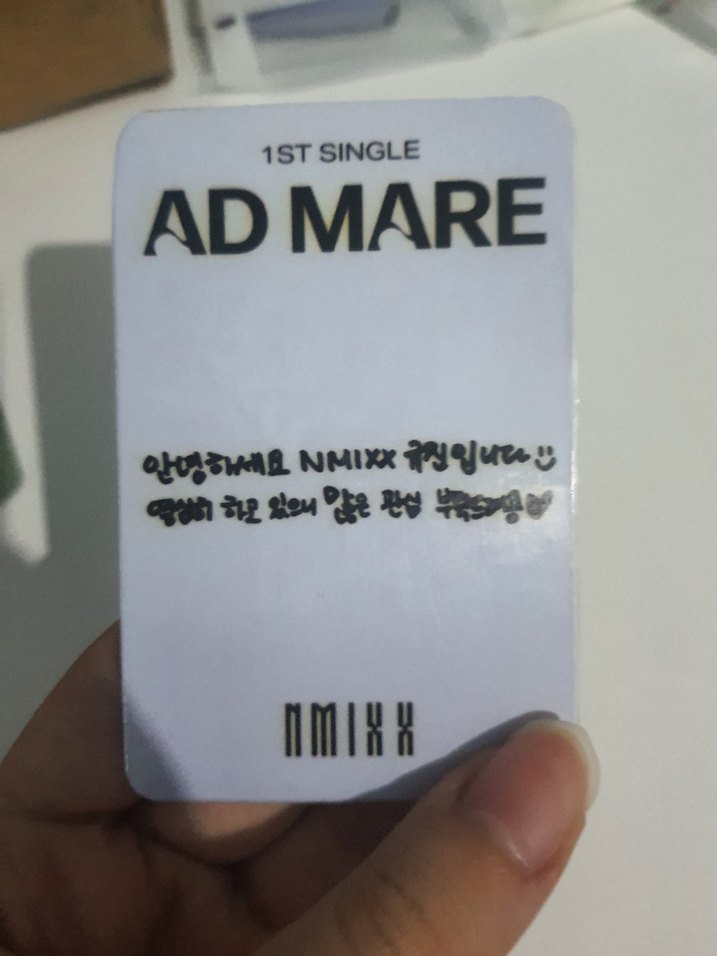 1ST SINGLE
AD MARE
안녕하세요 NMIXX 규진입니다
열심히 하고 있으니 많은 관심
NMIXX